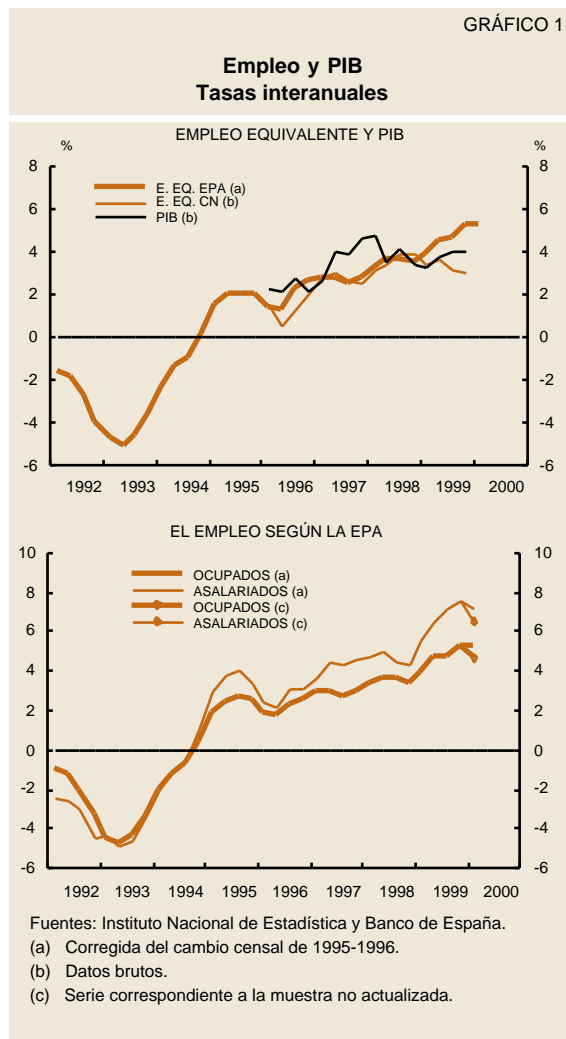 GRÁFICO 1
Empleo y PIB
Tasas interanuales
EMPLEO EQUIVALENTE Y PIB
% %
8 8
E. EQ. EPA (a)
E. EQ. CN (b)
PIB (b)
6 6
4 4
2 2
0 0
-2 -2
-4 -4
-6 -6
1992 1993 1994 1995 1996 1997 1998 1999 2000
EL EMPLEO SEGÚN LA EPA
10 10
OCUPADOS (a)
ASALARIADOS (a)
OCUPADOS (c)
ASALARIADOS (c)
8 8
6 6
4 4
2 2
0 0
-2 -2
-4 -4
-6 -6
1992 1993 1994 1995 1996 1997 1998 1999 2000
Fuentes: Instituto Nacional de Estadística y Banco de España.
(a) Corregida del cambio censal de 1995-1996.
(b) Datos brutos.
(c) Serie correspondiente a la muestra no actualizada.